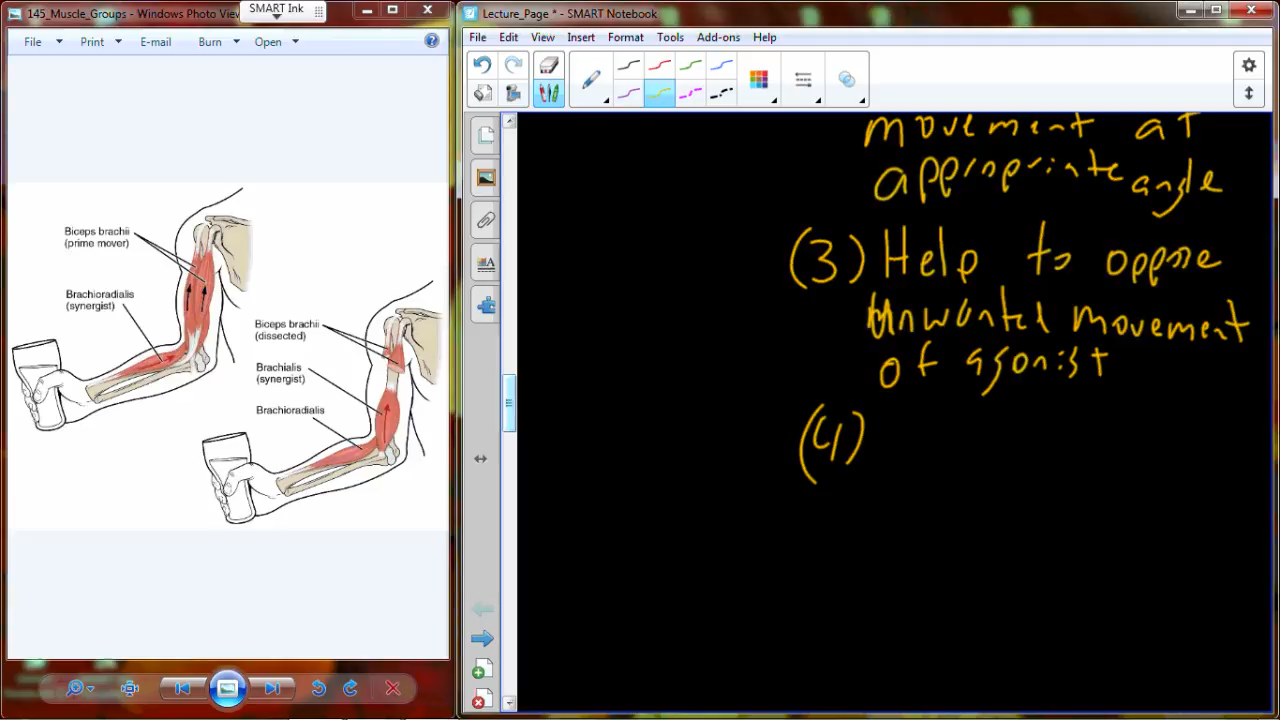 145_Muscle_Groups - Windows Photo View
SMART Ink
File Print E-mail Burn Open
Biceps brachii
(prime mover)
Brachioradialis
(synergist)
Biceps brachii
(dissected)
Brachialis
(synergist)
Brachioradialis
Lecture_Page * - SMART Notebook
File Edit View Insert Format Tools Add-ons Help
movement at
appropriate angle
(3) Help to oppose
unwanted movement
of agonist
(4)